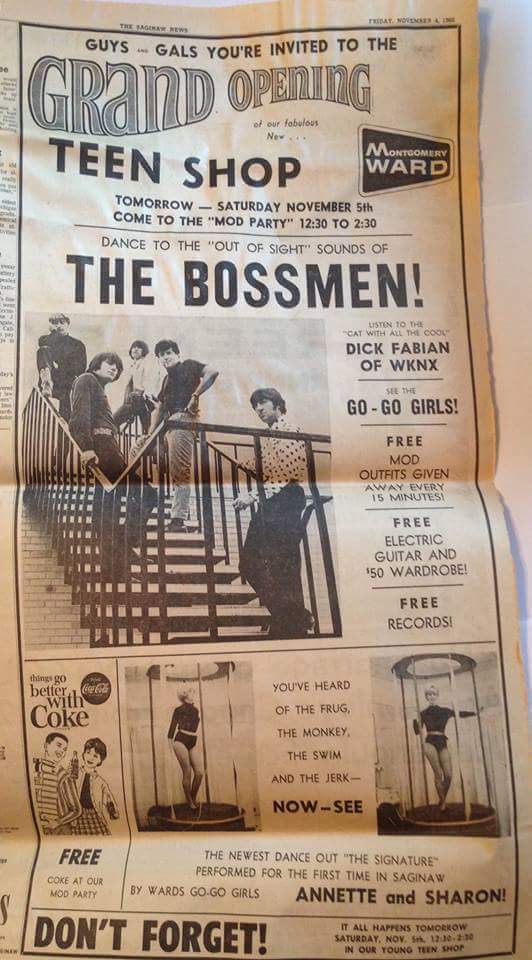 THE SAGINAW NEWS
FRIDAY, NOVEMBER 4, 1966
GUYS AND GALS YOU'RE INVITED TO THE
GRanD OPEninG
of our fabulous
New . . .
TEEN SHOP
MONTGOMERY
WARD
TOMORROW — SATURDAY NOVEMBER 5th
COME TO THE "MOD PARTY" 12:30 TO 2:30
DANCE TO THE "OUT OF SIGHT" SOUNDS OF
THE BOSSMEN!
LISTEN TO THE
"CAT WITH ALL THE COOL"
DICK FABIAN
OF WKNX
SEE THE
GO-GO GIRLS!
FREE
MOD
OUTFITS GIVEN
AWAY EVERY
15 MINUTES!
FREE
ELECTRIC
GUITAR AND
$50 WARDROBE!
FREE
RECORDS!
things go
better
with
Coke
Coca-Cola
YOU'VE HEARD
OF THE FRUG,
THE MONKEY,
THE SWIM
AND THE JERK—
NOW—SEE
FREE
COKE AT OUR
MOD PARTY
THE NEWEST DANCE OUT "THE SIGNATURE"
PERFORMED FOR THE FIRST TIME IN SAGINAW
BY WARDS GO-GO GIRLS ANNETTE and SHARON!
DON'T FORGET!
IT ALL HAPPENS TOMORROW
SATURDAY, NOV. 5th, 12:30-2:30
IN OUR YOUNG TEEN SHOP